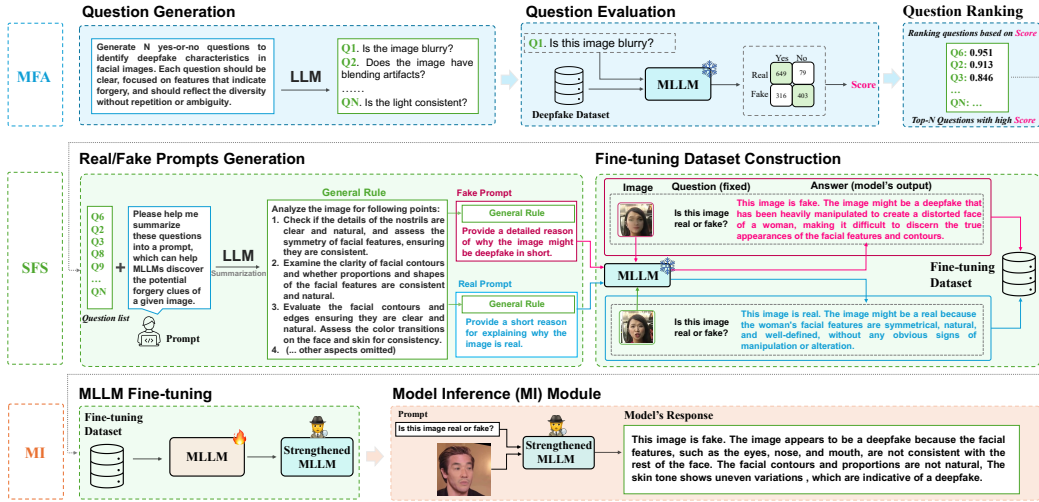 Question Generation
Question Evaluation
Question Ranking
MFA
Generate N yes-or-no questions to
identify deepfake characteristics in
facial images. Each question should be
clear, focused on features that indicate
forgery, and should reflect the diversity
without repetition or ambiguity.
LLM
Q1. Is the image blurry?
Q2. Does the image have
blending artifacts?
......
QN. Is the light consistent?
Q1. Is this image blurry?
Deepfake Dataset
MLLM
Yes No
Real 649 79
Fake 316 403
Score
Ranking questions based on Score
Q6: 0.951
Q2: 0.913
Q3: 0.846
...
QN: ...
Top-N Questions with high Score
Real/Fake Prompts Generation
Fine-tuning Dataset Construction
SFS
Q6
Q2
Q3
Q8
Q9
...
QN
Question list
+
Please help me
summarize
these questions
into a prompt,
which can help
MLLMs discover
the potential
forgery clues of
a given image.
Prompt
LLM
Summarization
General Rule
Analyze the image for following points:
1. Check if the details of the nostrils are
clear and natural, and assess the
symmetry of facial features, ensuring
they are consistent.
2. Examine the clarity of facial contours
and whether proportions and shapes
of the facial features are consistent
and natural.
3. Evaluate the facial contours and
edges ensuring they are clear and
natural. Assess the color transitions
on the face and skin for consistency.
4. (... other aspects omitted)
Fake Prompt
General Rule
Provide a detailed reason
of why the image might
be deepfake in short.
Real Prompt
General Rule
Provide a short reason
for explaining why the
image is real.
MLLM
Image
Question (fixed)
Answer (model's output)
Is this image
real or fake?
This image is fake. The image might be a deepfake that
has been heavily manipulated to create a distorted face
of a woman, making it difficult to discern the true
appearances of the facial features and contours.
Is this image
real or fake?
This image is real. The image might be a real because
the woman's facial features are symmetrical, natural,
and well-defined, without any obvious signs of
manipulation or alteration.
Fine-tuning
Dataset
MLLM Fine-tuning
Model Inference (MI) Module
MI
Fine-tuning
Dataset
MLLM
Strengthened
MLLM
Prompt
Is this image real or fake?
Strengthened
MLLM
Model's Response
This image is fake. The image appears to be a deepfake because the facial
features, such as the eyes, nose, and mouth, are not consistent with the
rest of the face. The facial contours and proportions are not natural, The
skin tone shows uneven variations , which are indicative of a deepfake.